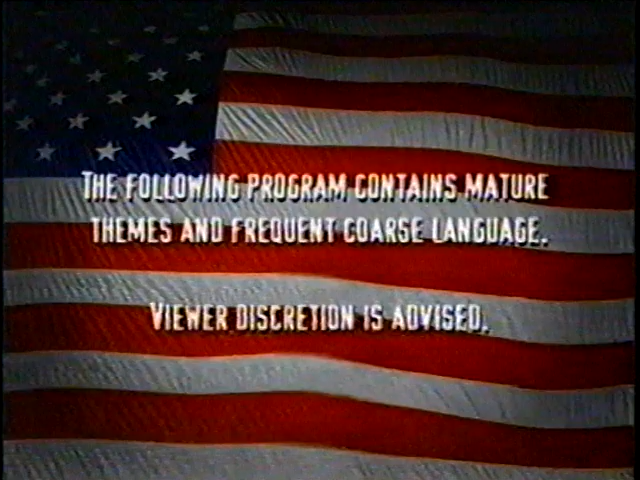 THE FOLLOWING PROGRAM CONTAINS MATURE
THEMES AND FREQUENT COARSE LANGUAGE.
VIEWER DISCRETION IS ADVISED.